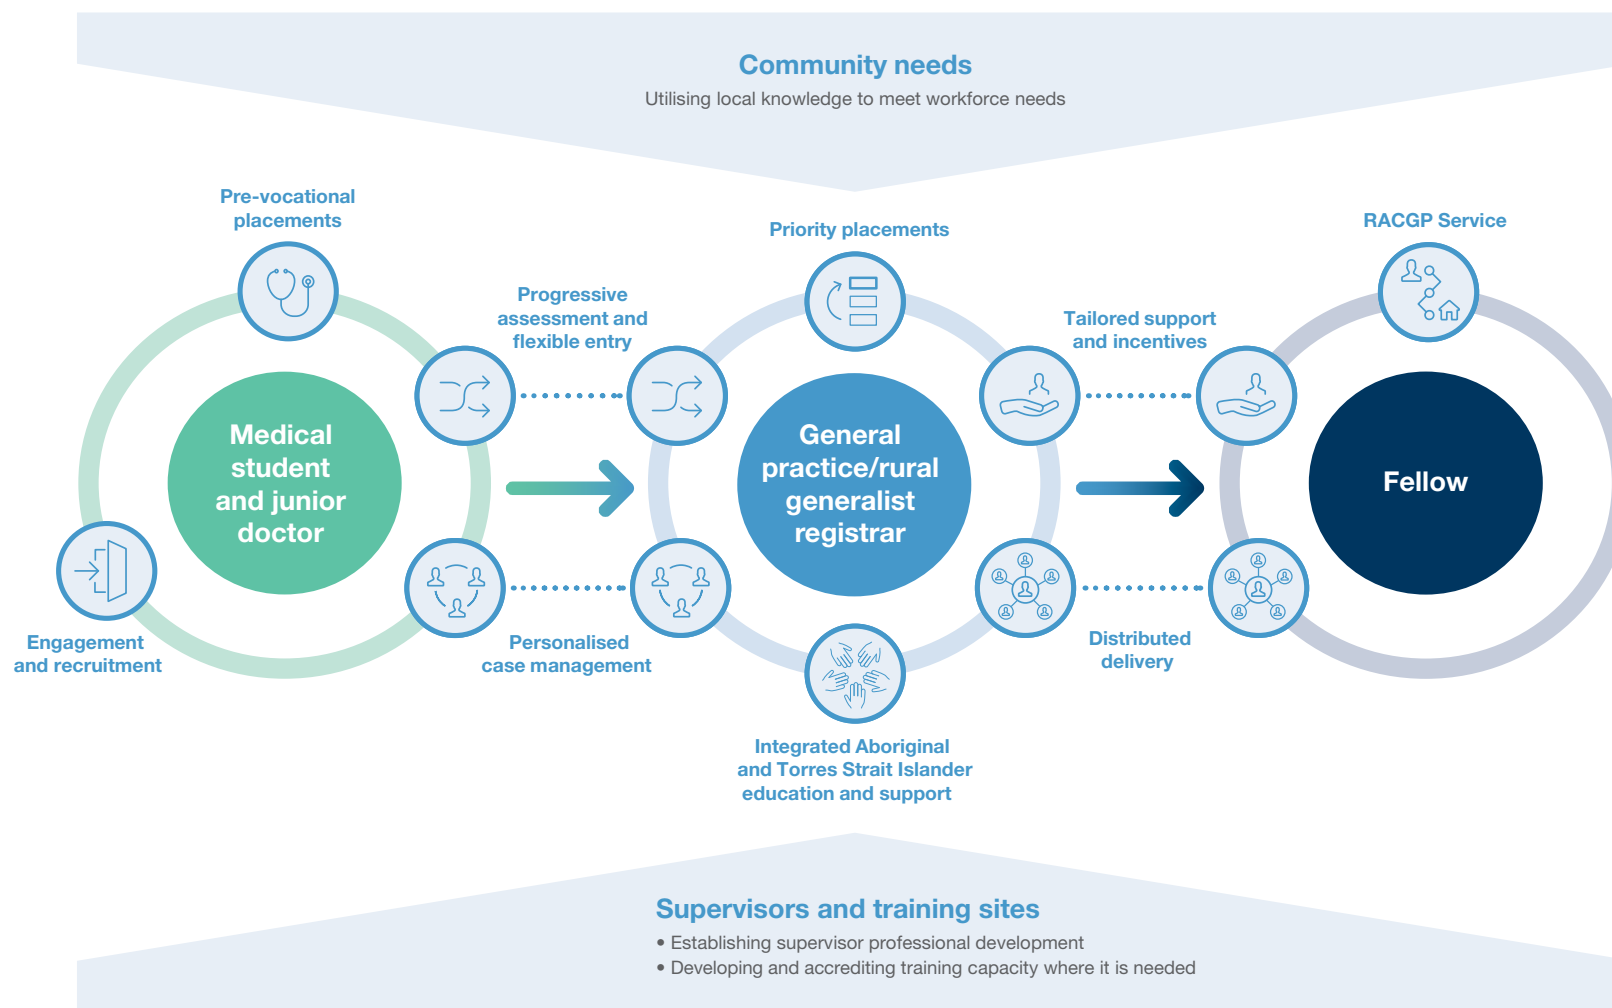 Community needs
Utilising local knowledge to meet workforce needs
Pre-vocational
placements
Priority placements
RACGP Service
Progressive
assessment and
flexible entry
Tailored support
and incentives
Medical
student
and junior
doctor
General
practice/rural
generalist
registrar
Fellow
Engagement
and recruitment
Personalised
case management
Distributed
delivery
Integrated Aboriginal
and Torres Strait Islander
education and support
Supervisors and training sites
• Establishing supervisor professional development
• Developing and accrediting training capacity where it is needed